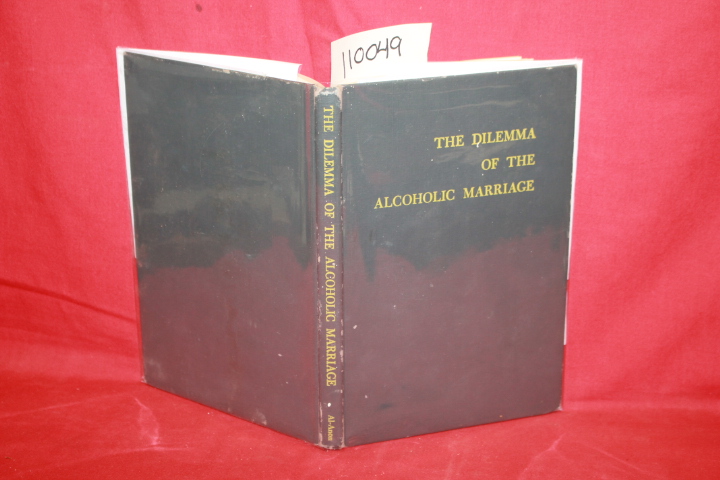 110049
THE DILEMMA
OF THE
ALCOHOLIC MARRIAGE
THE DILEMMA OF THE ALCOHOLIC MARRIAGE
Al-Anon